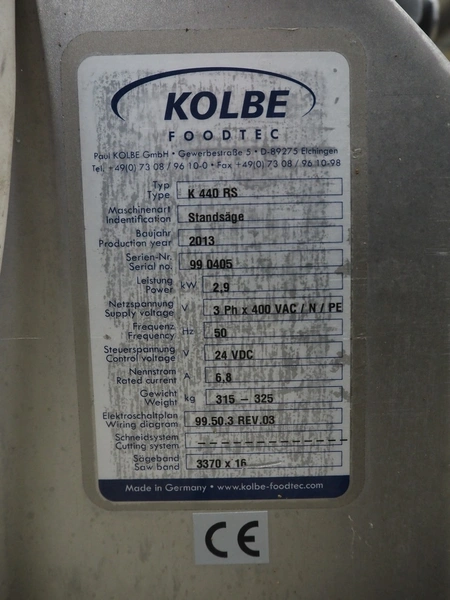 KOLBE
FOODTEC
Paul KOLBE GmbH • Gewerbestraße 5 • D-89275 Elchingen
Tel. +49(0) 73 08 / 96 10-0 • Fax +49(0) 73 08 / 96 10-98
Typ
Type K 440 RS
Maschinenart
Indentification Standsäge
Baujahr
Production year 2013
Serien-Nr.
Serial no. 99 0405
Leistung
Power kW 2,9
Netzspannung
Supply voltage V 3 Ph x 400 VAC / N / PE
Frequenz
Frequency Hz 50
Steuerspannung
Control voltage V 24 VDC
Nennstrom
Rated current A 6,8
Gewicht
Weight kg 315 – 325
Elektroschaltplan
Wiring diagram 99.50.3 REV.03
Schneidsystem
Cutting system ––––––––––––––
Sägeband
Saw band 3370 x 16
Made in Germany • www.kolbe-foodtec.com
CE